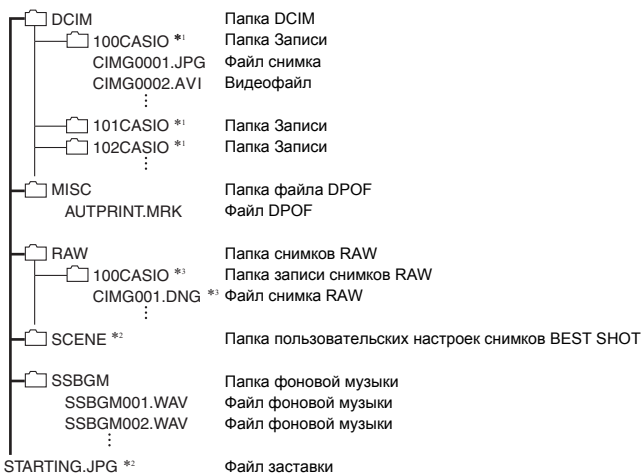 DCIM Папка DCIM
100CASIO *1 Папка Записи
CIMG0001.JPG Файл снимка
CIMG0002.AVI Видеофайл
101CASIO *1 Папка Записи
102CASIO *1 Папка Записи
MISC Папка файла DPOF
AUTPRINT.MRK Файл DPOF
RAW Папка снимков RAW
100CASIO *3 Папка записи снимков RAW
CIMG001.DNG *3 Файл снимка RAW
SCENE *2 Папка пользовательских настроек снимков BEST SHOT
SSBGM Папка фоновой музыки
SSBGM001.WAV Файл фоновой музыки
SSBGM002.WAV Файл фоновой музыки
STARTING.JPG *2 Файл заставки